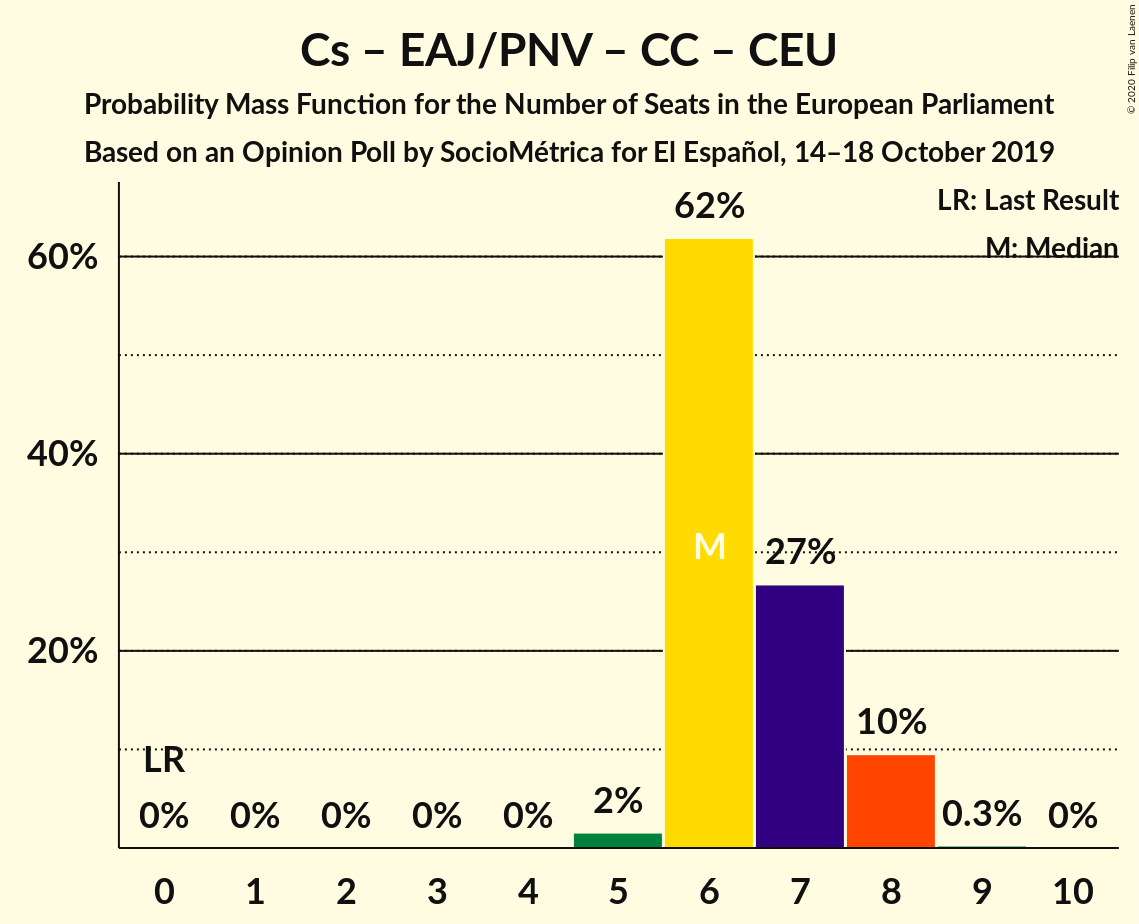 Cs – EAJ/PNV – CC – CEU
Probability Mass Function for the Number of Seats in the European Parliament
Based on an Opinion Poll by SocioMétrica for El Español, 14–18 October 2019
© 2020 Filip van Laenen
LR: Last Result
M: Median
62%
60%
40%
M
27%
20%
10%
LR
0% 0% 0% 0% 0% 2% 0.3% 0%
0 1 2 3 4 5 6 7 8 9 10